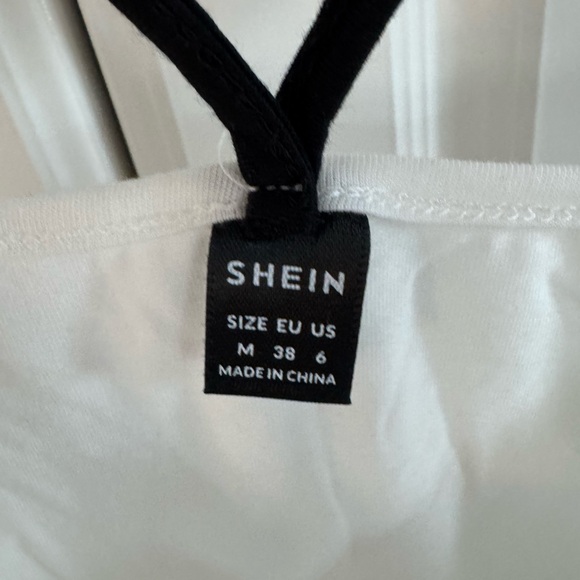 SHEIN
SIZE EU US
M 38 6
MADE IN CHINA